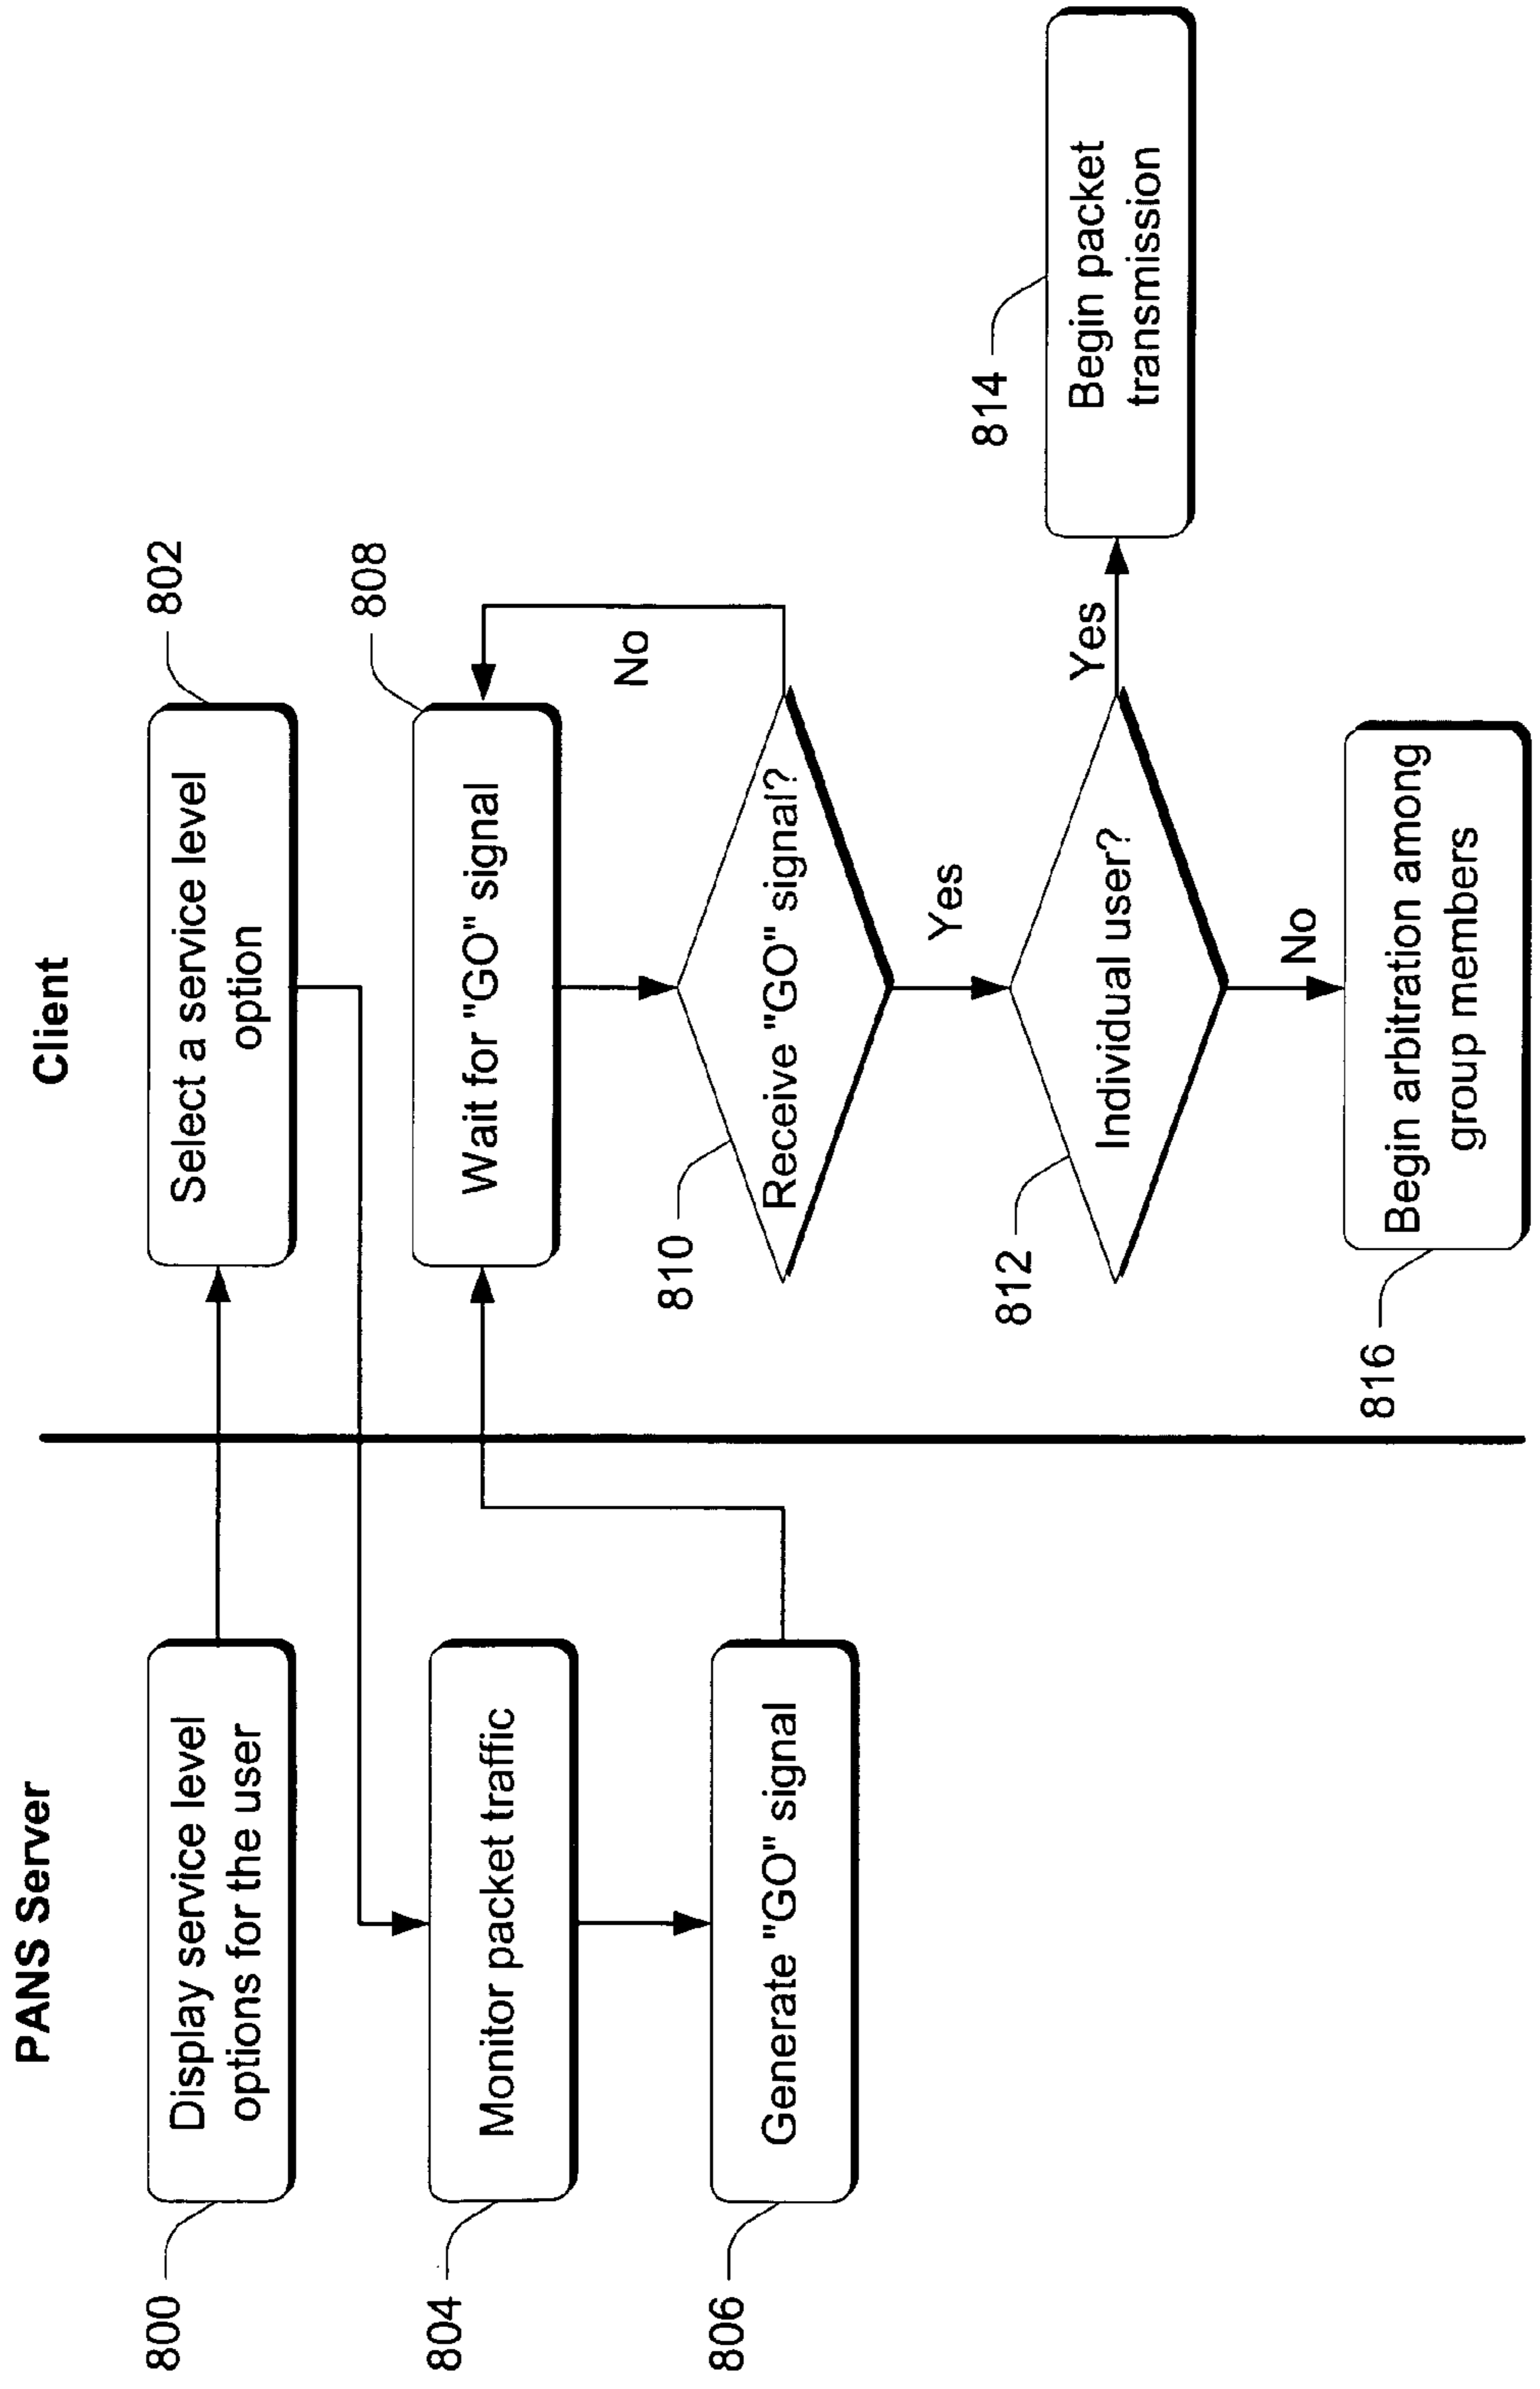 PANS Server
Client
800
Display service level
options for the user
802
Select a service level
option
804
Monitor packet traffic
806
Generate "GO" signal
808
Wait for "GO" signal
No
810
Receive "GO" signal?
Yes
812
Individual user?
Yes
814
Begin packet
transmission
No
816
Begin arbitration among
group members